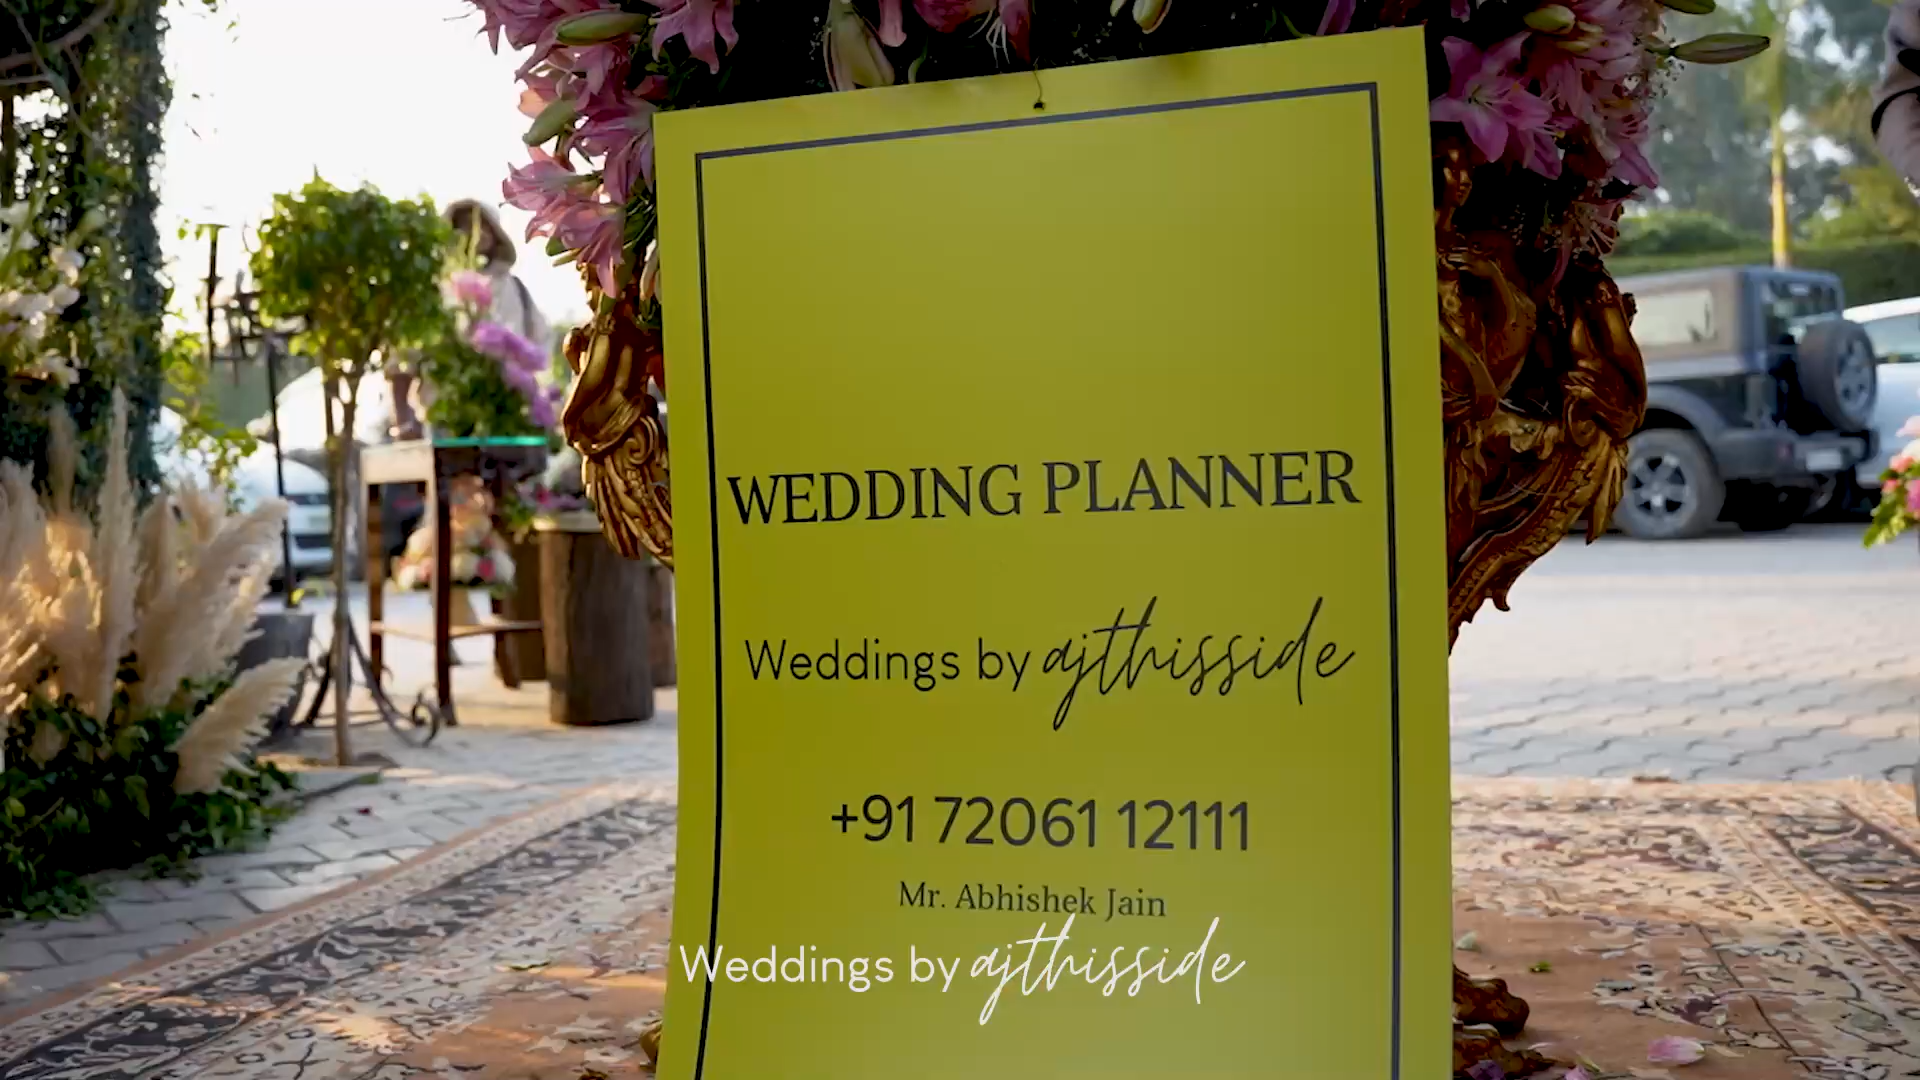 WEDDING PLANNER
Weddings by ajthisside
+91 72061 12111
Mr. Abhishek Jain
Weddings by ajthisside